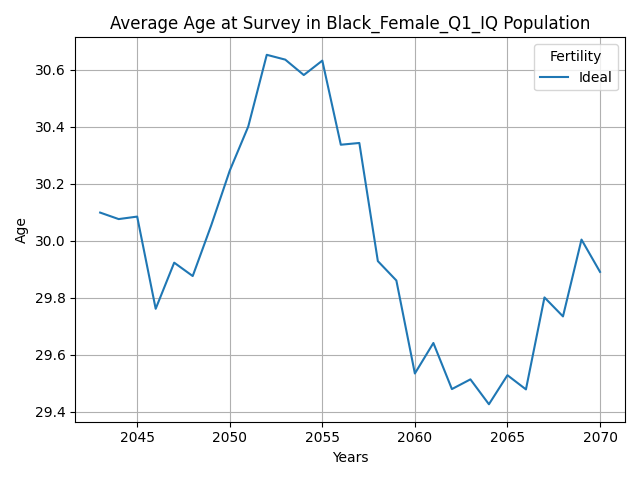 Average Age at Survey in Black_Female_Q1_IQ Population
Fertility
Ideal
30.6
30.4
30.2
30.0
29.8
29.6
29.4
Age
2045 2050 2055 2060 2065 2070
Years